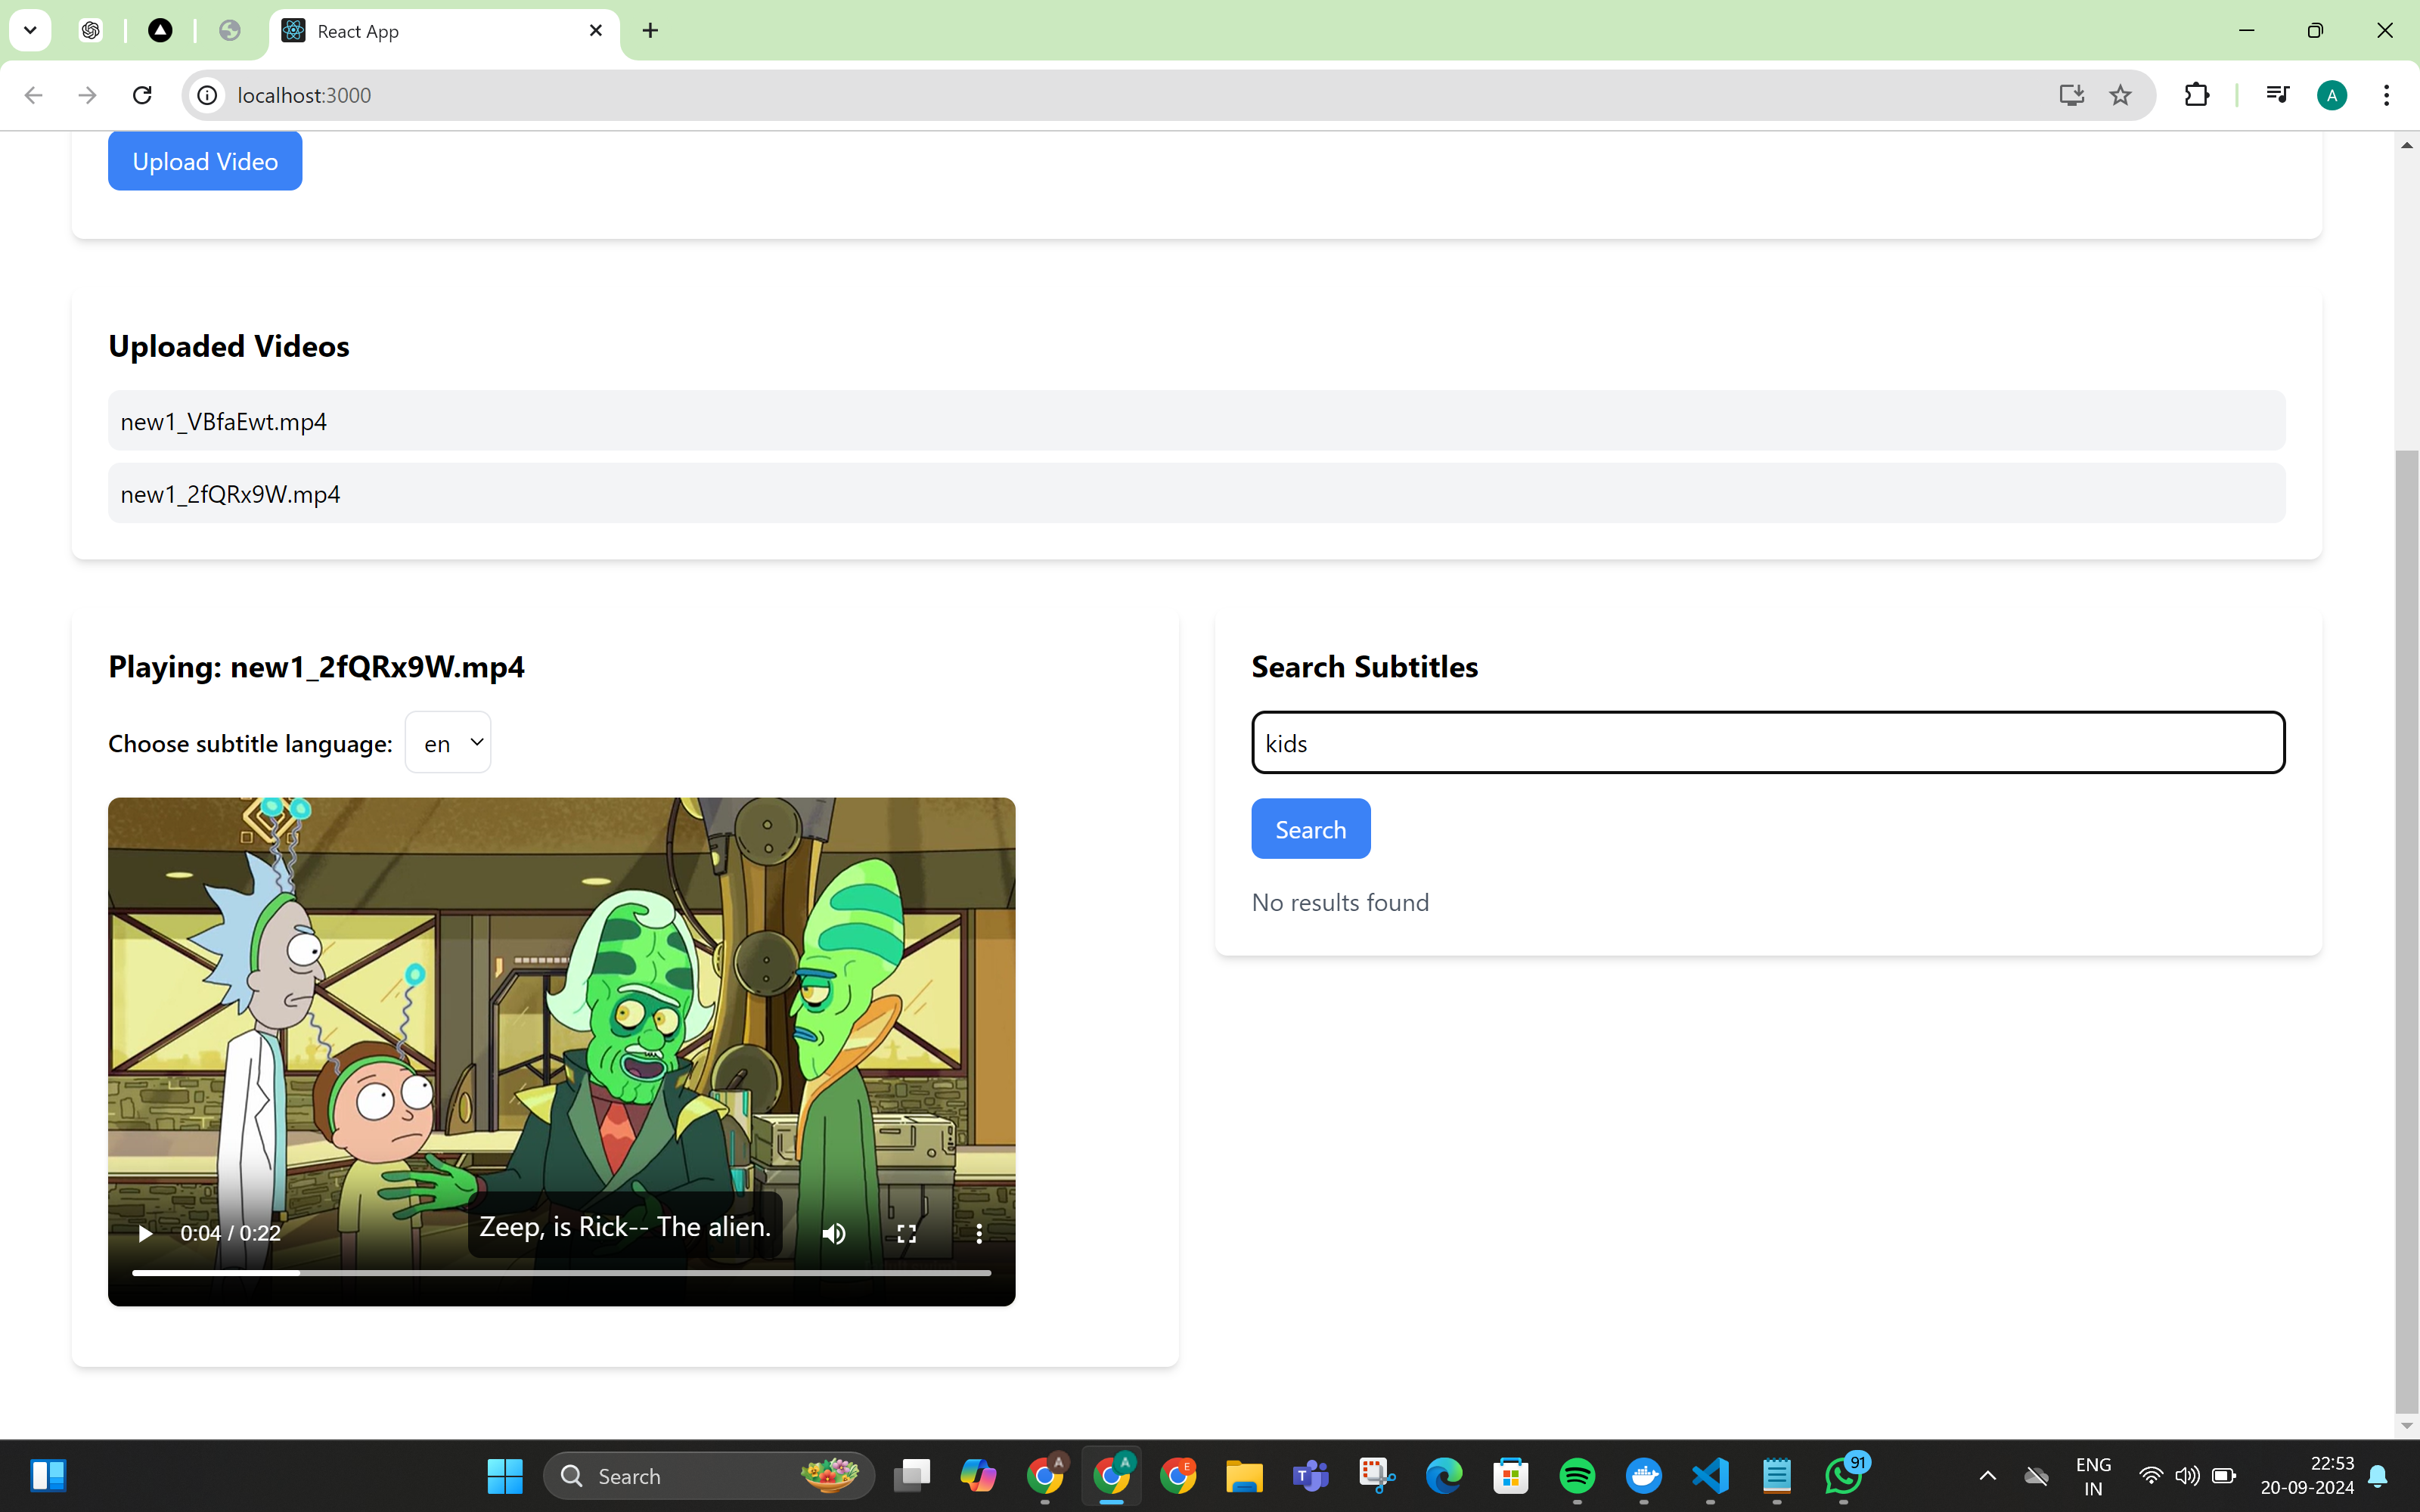 React App
localhost:3000
A
Upload Video
Uploaded Videos
new1_VBfaEwt.mp4
new1_2fQRx9W.mp4
Playing: new1_2fQRx9W.mp4
Choose subtitle language: en
Zeep, is Rick-- The alien.
0:04 / 0:22
Search Subtitles
kids
Search
No results found
Search
A
A
E
T
91
ENG
IN
22:53
20-09-2024